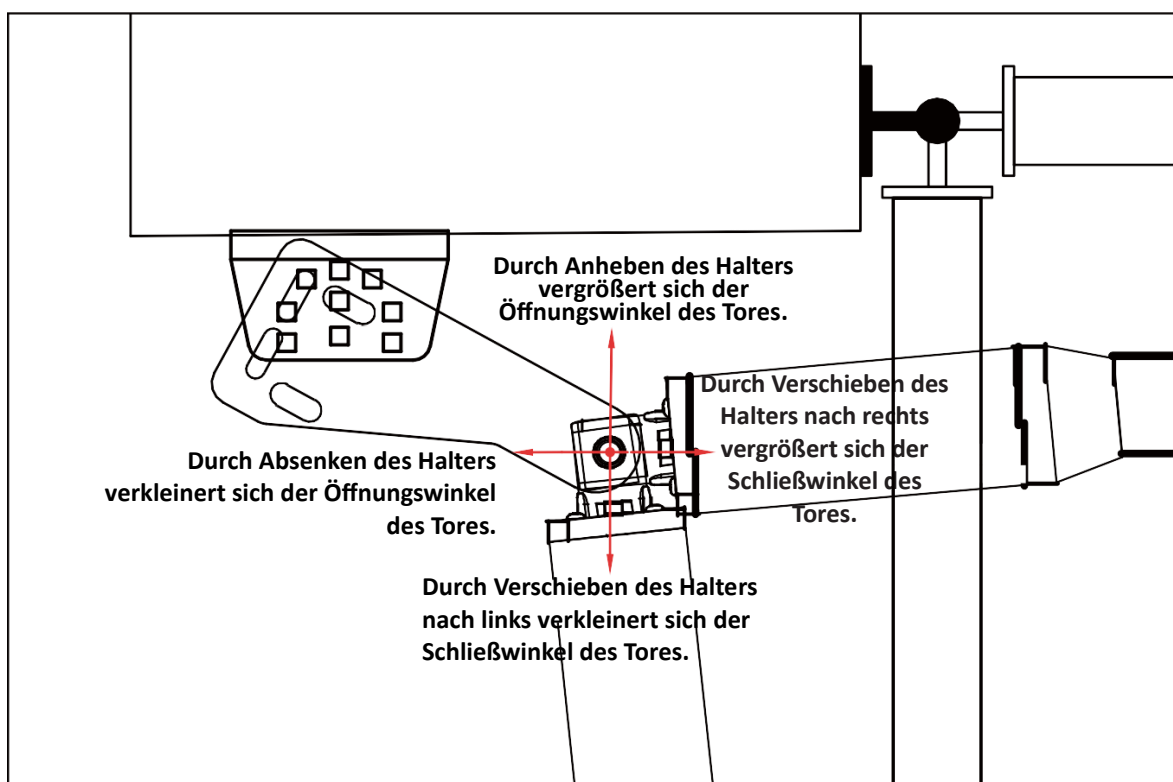 Durch Anheben des Halters
vergrößert sich der
Öffnungswinkel des Tores.
Durch Verschieben des
Halters nach rechts
vergrößert sich der
Schließwinkel des
Tores.
Durch Absenken des Halters
verkleinert sich der Öffnungswinkel
des Tores.
Durch Verschieben des Halters
nach links verkleinert sich der
Schließwinkel des Tores.